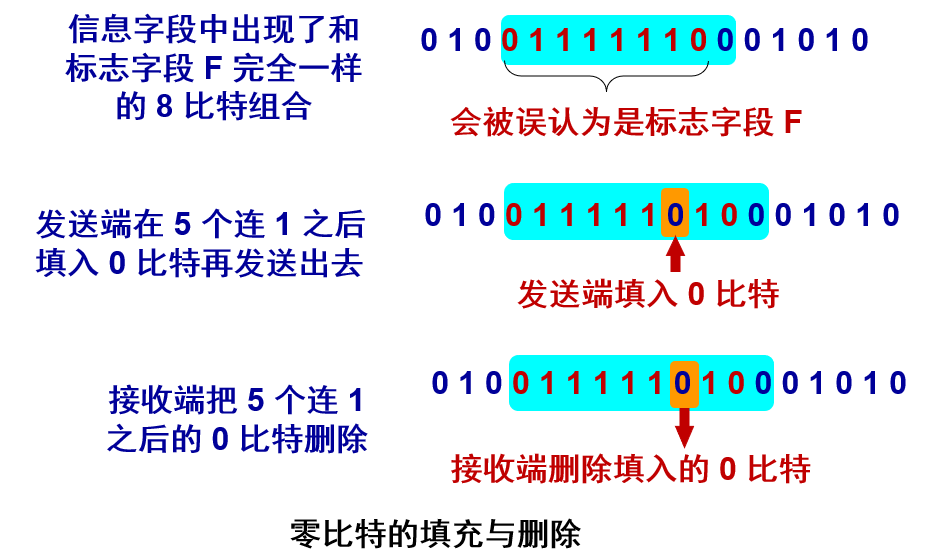 信息字段中出现了和
标志字段 F 完全一样
的 8 比特组合
0 1 0 0 1 1 1 1 1 1 0 0 0 1 0 1 0
会被误认为是标志字段 F
发送端在 5 个连 1 之后
填入 0 比特再发送出去
0 1 0 0 1 1 1 1 1 0 1 0 0 0 1 0 1 0
发送端填入 0 比特
接收端把 5 个连 1
之后的 0 比特删除
0 1 0 0 1 1 1 1 1 0 1 0 0 0 1 0 1 0
接收端删除填入的 0 比特
零比特的填充与删除